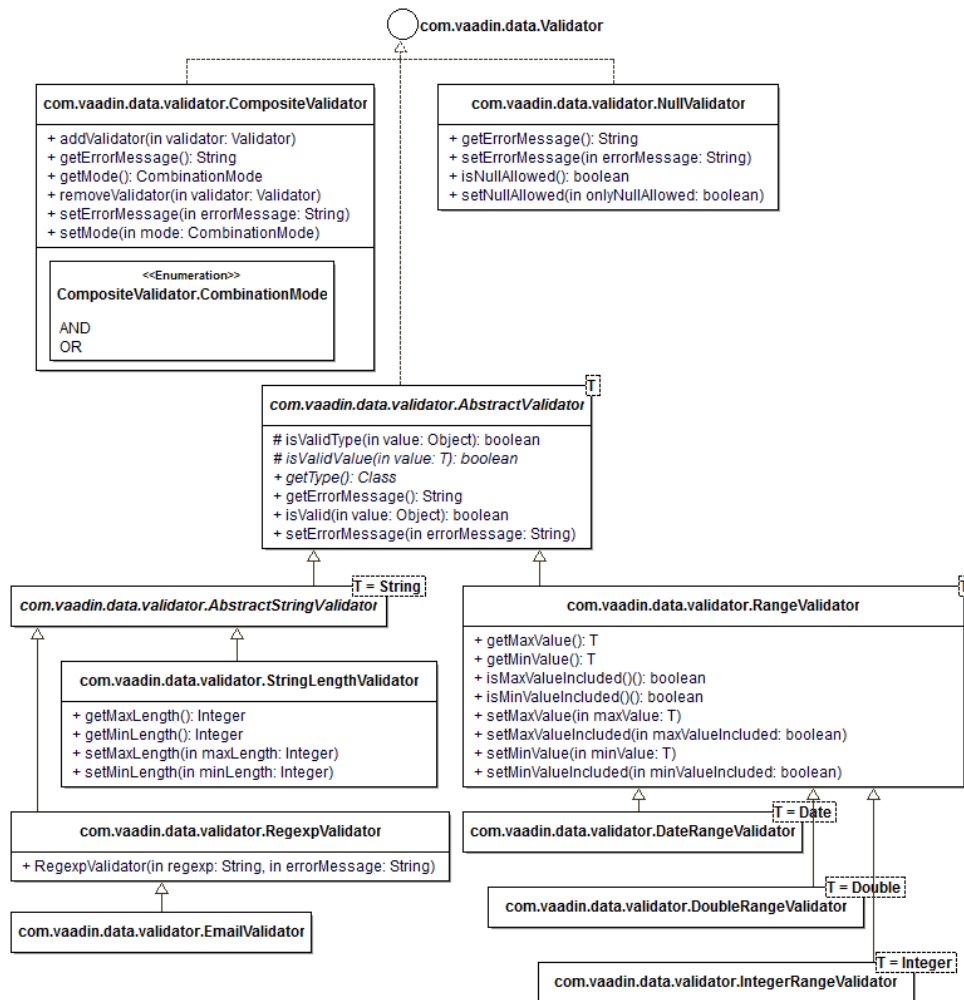 com.vaadin.data.Validator
com.vaadin.data.validator.CompositeValidator
+ addValidator(in validator: Validator)
+ getErrorMessage(): String
+ getMode(): CombinationMode
+ removeValidator(in validator: Validator)
+ setErrorMessage(in errorMessage: String)
+ setMode(in mode: CombinationMode)
<<Enumeration>>
CompositeValidator.CombinationMode
AND
OR
com.vaadin.data.validator.NullValidator
+ getErrorMessage(): String
+ setErrorMessage(in errorMessage: String)
+ isNullAllowed(): boolean
+ setNullAllowed(in onlyNullAllowed: boolean)
T
com.vaadin.data.validator.AbstractValidator
# isValidType(in value: Object): boolean
# isValidValue(in value: T): boolean
+ getType(): Class
+ getErrorMessage(): String
+ isValid(in value: Object): boolean
+ setErrorMessage(in errorMessage: String)
T = String
com.vaadin.data.validator.AbstractStringValidator
com.vaadin.data.validator.StringLengthValidator
+ getMaxLength(): Integer
+ getMinLength(): Integer
+ setMaxLength(in maxLength: Integer)
+ setMinLength(in minLength: Integer)
com.vaadin.data.validator.RegexpValidator
+ RegexpValidator(in regexp: String, in errorMessage: String)
com.vaadin.data.validator.EmailValidator
T
com.vaadin.data.validator.RangeValidator
+ getMaxValue(): T
+ getMinValue(): T
+ isMaxValueIncluded()(): boolean
+ isMinValueIncluded()(): boolean
+ setMaxValue(in maxValue: T)
+ setMaxValueIncluded(in maxValueIncluded: boolean)
+ setMinValue(in minValue: T)
+ setMinValueIncluded(in minValueIncluded: boolean)
T = Date
com.vaadin.data.validator.DateRangeValidator
T = Double
com.vaadin.data.validator.DoubleRangeValidator
T = Integer
com.vaadin.data.validator.IntegerRangeValidator